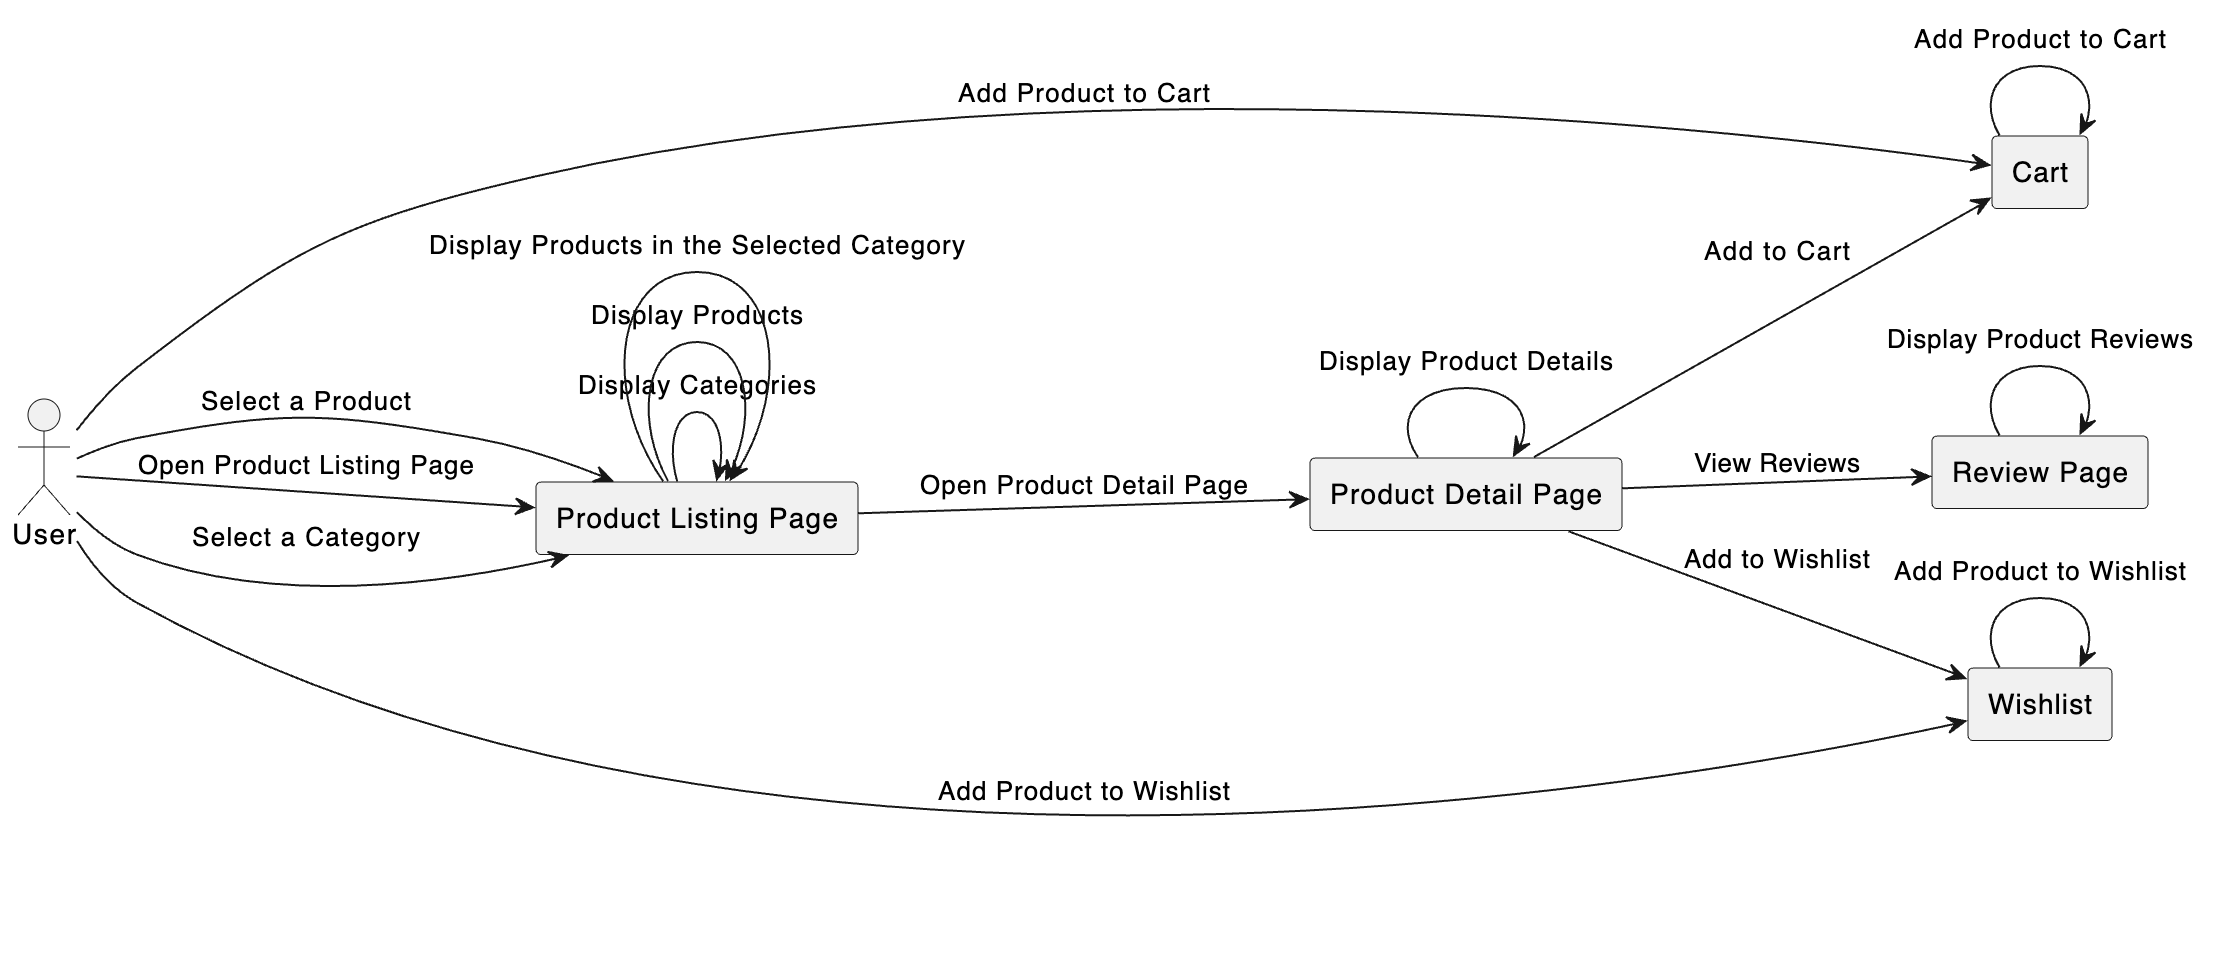 Add Product to Cart
Add Product to Cart
Cart
Display Products in the Selected Category
Add to Cart
Display Products
Display Product Reviews
Display Product Details
Display Categories
Select a Product
Open Product Listing Page
View Reviews
Review Page
Open Product Detail Page
Product Detail Page
Product Listing Page
User
Select a Category
Add to Wishlist
Add Product to Wishlist
Wishlist
Add Product to Wishlist